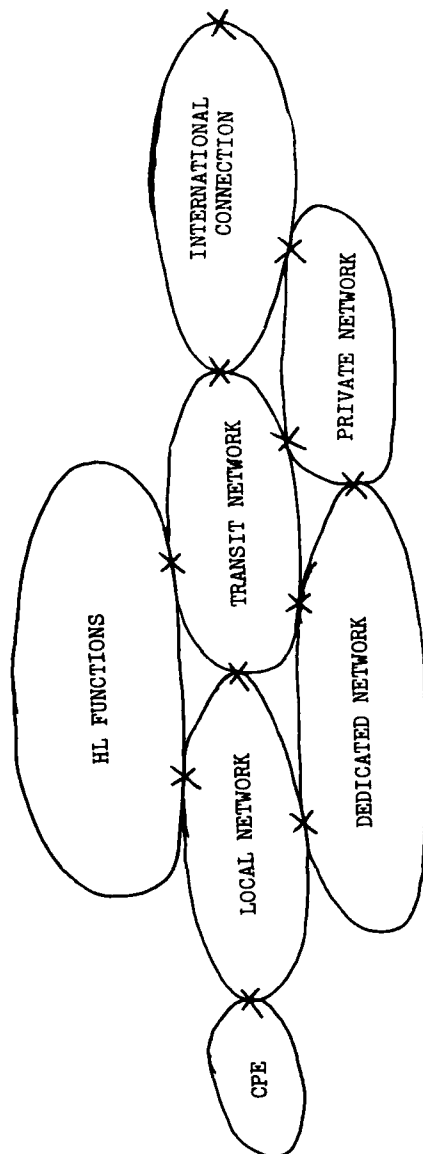 HL FUNCTIONS
CPE
LOCAL NETWORK
TRANSIT NETWORK
INTERNATIONAL
CONNECTION
DEDICATED NETWORK
PRIVATE NETWORK